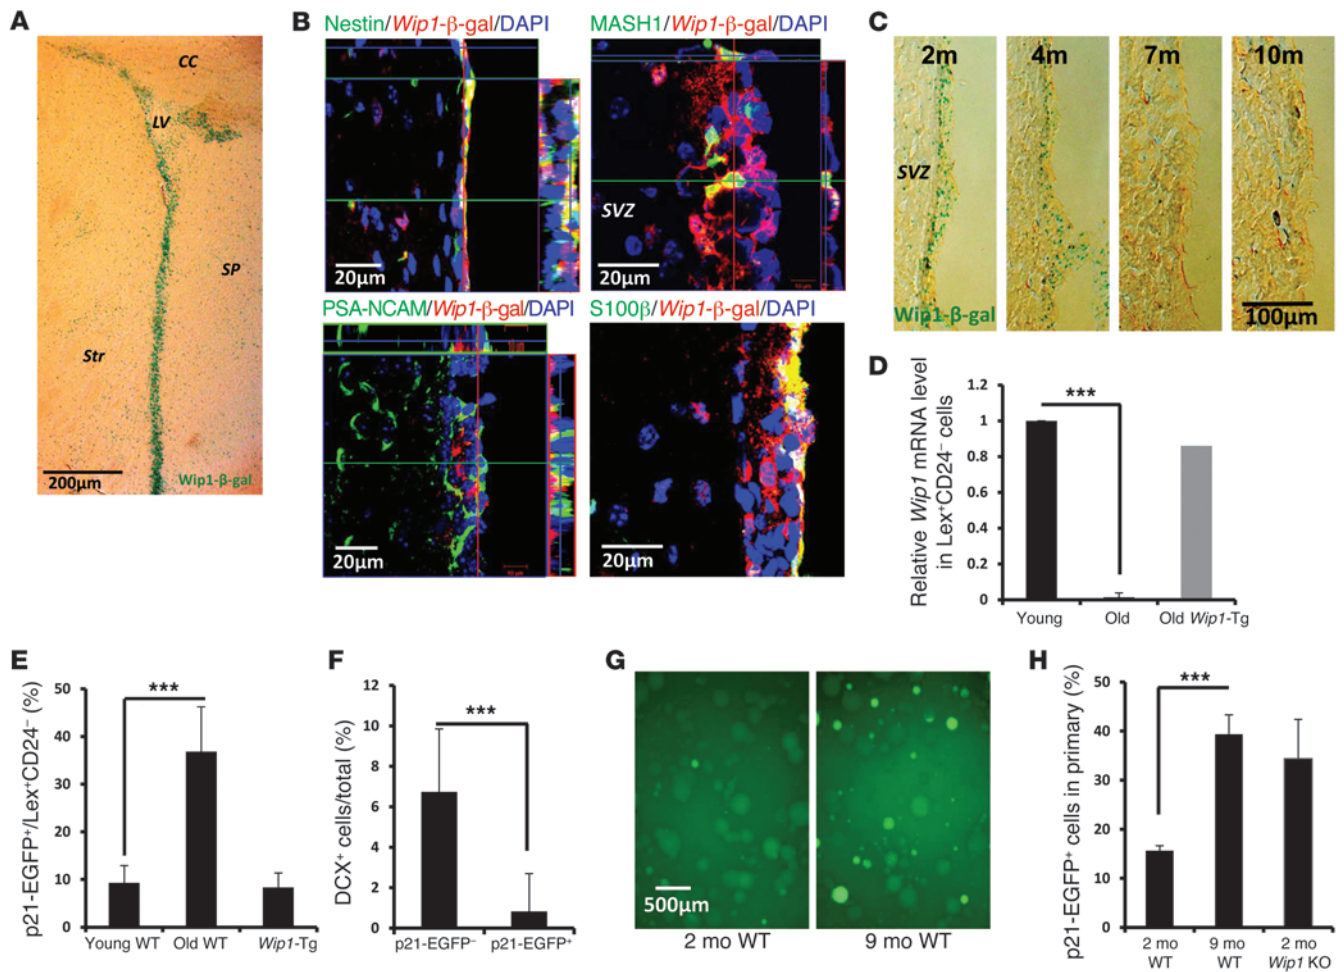 A
CC
LV
SP
Str
200μm
Wip1-β-gal
B
Nestin/Wip1-β-gal/DAPI
20μm
MASH1/Wip1-β-gal/DAPI
SVZ
20μm
PSA-NCAM/Wip1-β-gal/DAPI
20μm
S100β/Wip1-β-gal/DAPI
20μm
C
2m
4m
7m
10m
SVZ
Wip1-β-gal
100μm
D
Relative Wip1 mRNA level
in Lex⁺CD24⁻ cells
1.2
1
0.8
0.6
0.4
0.2
0
***
Young
Old
Old Wip1-Tg
E
p21-EGFP⁺/Lex⁺CD24⁻ (%)
50
40
30
20
10
0
***
Young WT
Old WT
Wip1-Tg
F
DCX⁺ cells/total (%)
12
10
8
6
4
2
0
***
p21-EGFP⁻
p21-EGFP⁺
G
500μm
2 mo WT
9 mo WT
H
p21-EGFP⁺ cells in primary (%)
50
40
30
20
10
0
***
2 mo
WT
9 mo
WT
2 mo
Wip1 KO